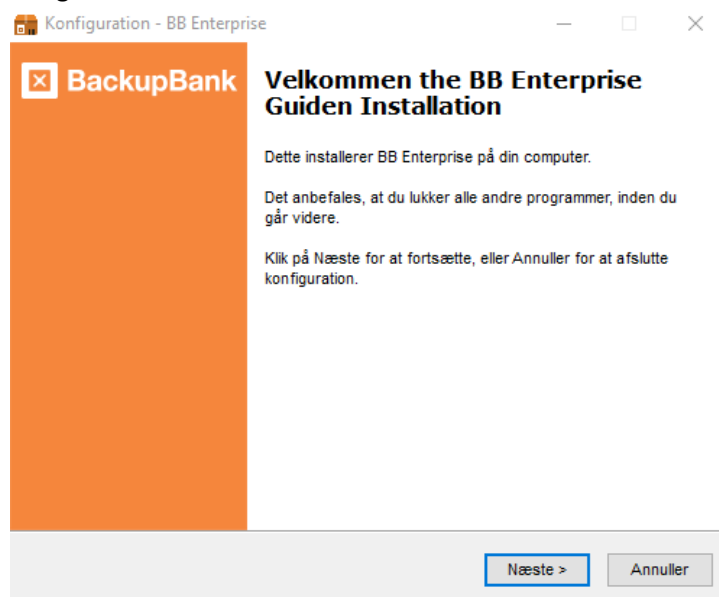 Konfiguration - BB Enterprise
BackupBank
Velkommen the BB Enterprise
Guiden Installation
Dette installerer BB Enterprise på din computer.
Det anbefales, at du lukker alle andre programmer, inden du
går videre.
Klik på Næste for at fortsætte, eller Annuller for at afslutte
konfiguration.
Næste >
Annuller